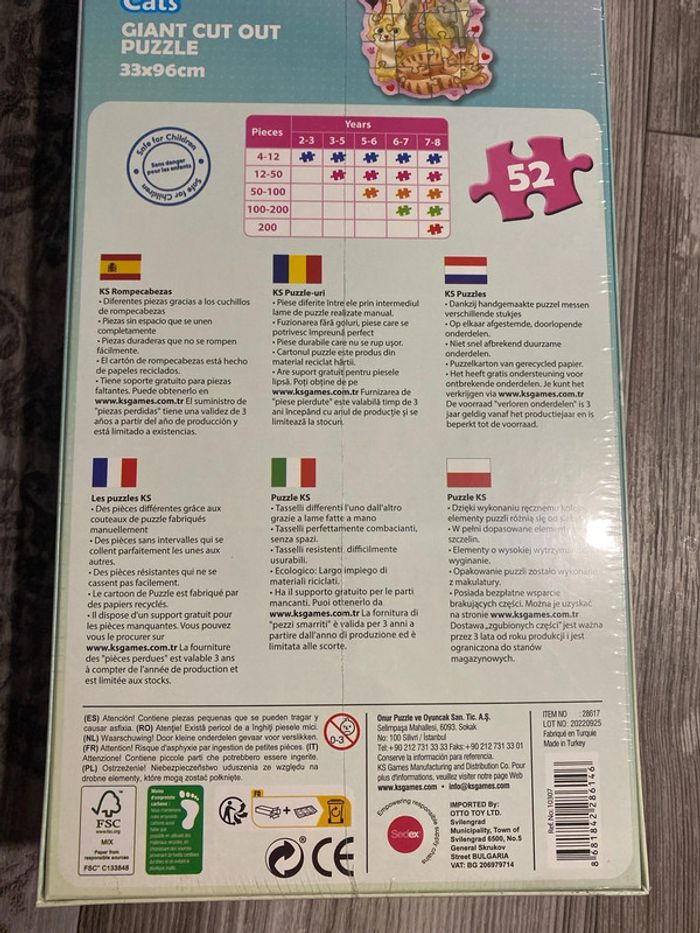 Cats
GIANT CUT OUT
PUZZLE
33x96cm
Safe for Children
Sans danger
pour les enfants
Safe for Children
Pieces
Years
2-3 3-5 5-6 6-7 7-8
4-12
12-50
50-100
100-200
200
52
KS Rompecabezas
• Diferentes piezas gracias a los cuchillos
de rompecabezas
• Piezas sin espacio que se unen
completamente
• Piezas duraderas que no se rompen
fácilmente.
• El cartón de rompecabezas está hecho
de papeles reciclados.
• Tiene soporte gratuito para piezas
faltantes. Puede obtenerlo en
www.ksgames.com.tr El suministro de
"piezas perdidas" tiene una validez de 3
años a partir del año de producción y
está limitado a existencias.
KS Puzzle-uri
• Piese diferite între ele prin intermediul
lame de puzzle realizate manual.
• Fuzionarea fără goluri, piese care se
potrivesc împreună perfect
• Piese durabile care nu se rup ușor.
• Cartonul puzzle este produs din
material reciclat hârtii.
• Are suport gratuit pentru piesele
lipsă. Poți obține de pe
www.ksgames.com.tr Furnizarea de
"piese pierdute" este valabilă timp de 3
ani începând cu anul de producție și se
limitează la stocuri.
KS Puzzles
• Dankzij handgemaakte puzzel messen
verschillende stukjes
• Op elkaar afgestemde, doorlopende
onderdelen.
• Niet snel afbrekend duurzame
onderdelen.
• Puzzelkarton van gerecycled papier.
• Het heeft gratis ondersteuning voor
ontbrekende onderdelen. Je kunt het
verkrijgen via www.ksgames.com.tr
De voorraad "verloren onderdelen" is 3
jaar geldig vanaf het productiejaar en is
beperkt tot de voorraad.
Les puzzles KS
• Des pièces différentes grâce aux
couteaux de puzzle fabriqués
manuellement
• Des pièces sans intervalles qui se
collent parfaitement les unes aux
autres.
• Des pièces résistantes qui ne se
cassent pas facilement.
• Le cartoon de Puzzle est fabriqué par
des papiers recyclés.
• Il dispose d'un support gratuit pour
les pièces manquantes. Vous pouvez
vous le procurer sur
www.ksgames.com.tr La fourniture
des "pièces perdues" est valable 3 ans
à compter de l'année de production et
est limitée aux stocks.
Puzzle KS
• Tasselli differenti l'uno dall'altro
grazie a lame fatte a mano
• Tasselli perfettamente combacianti,
senza spazi.
• Tasselli resistenti difficilmente
usurabili.
• Ecologico: Largo impiego di
materiali riciclati.
• Ha il supporto gratuito per le parti
mancanti. Puoi ottenerlo da
www.ksgames.com.tr La fornitura di
"pezzi smarriti" è valida per 3 anni a
partire dall'anno di produzione ed è
limitata alle scorte.
Puzzle KS
• Dzięki wykonaniu ręcznemu
elementy puzzli różnią się od
• W pełni dopasowane elementy
szczelin.
• Elementy o wysokiej
wyginanie.
• Opakowanie puzzli zostało wykonane
z makulatury.
• Posiada bezpłatne wsparcie
brakujących części. Można je uzyskać
na stronie www.ksgames.com.tr
Dostawa „zgubionych części" jest ważna
przez 3 lata od roku produkcji i jest
ograniczona do stanów
magazynowych.
(ES) Atención! Contiene piezas pequenas que se pueden tragar y
causar asfixia. (RO) Atenție! Există pericol de a înghiți piesele mici.
(NL) Waarschuwing! Door kleine onderdelen gevaar voor verslikken.
(FR) Attention! Risque d'asphyxie par ingestion de petites pièces. (IT)
Attenzione! Contiene piccole parti che potrebbero essere ingerite.
(PL) Ostrzeżenie! Niebezpieczeństwo uduszenia ze względu na
drobne elementy, które mogą zostać połknięte.
0-3
Onur Puzzle ve Oyuncak San. Tic. A.Ş.
Selimpaşa Mahallesi, 6093. Sokak
No: 100 Silivri / İstanbul
Tel:+ 90 212 731 33 33 Faks:+ 90 212 731 33 01
Conserve la información para referencia.
KS Games Manufacturing and Distribution Co. Pour
plus d'informations, veuillez visiter notre page Web
www.ksgames.com • info@ksgames.com
ITEM NO : 28617
LOT NO : 20220925
Fabriqué en Turquie
Made in Turkey
FSC
www.fsc.org
MIX
Paper from
responsible sources
FSC™ C133848
Moins
d'empreinte
carbone :
FR
CE
Empowering responsible supply chains
Sedex
IMPORTED BY:
OTTO TOY LTD.
Svilengrad
Municipality, Town of
Svilengrad 6500, No.5
General Skrukov
Street BULGARIA
VAT: BG 206979714
Ref.No: 10307
8 681842 286146